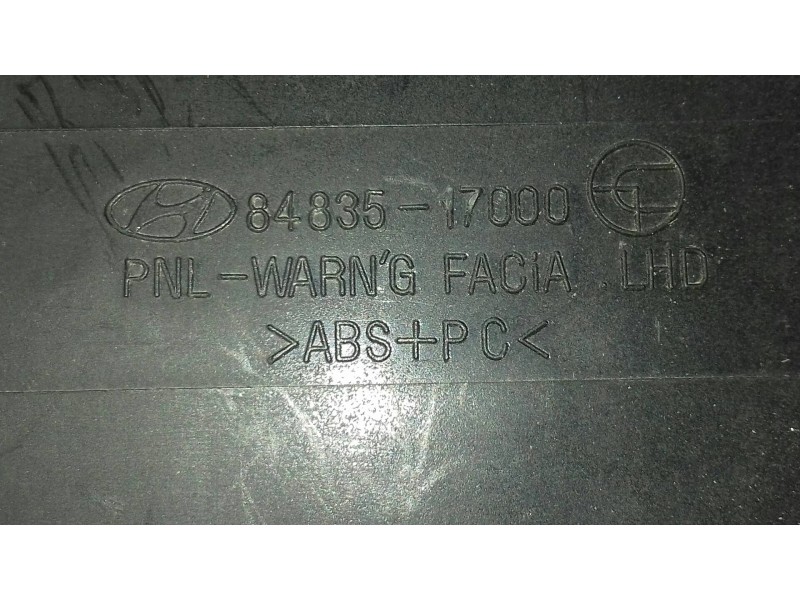 84835-17000
PNL-WARN'G FACiA .LHD
>ABS+PC<